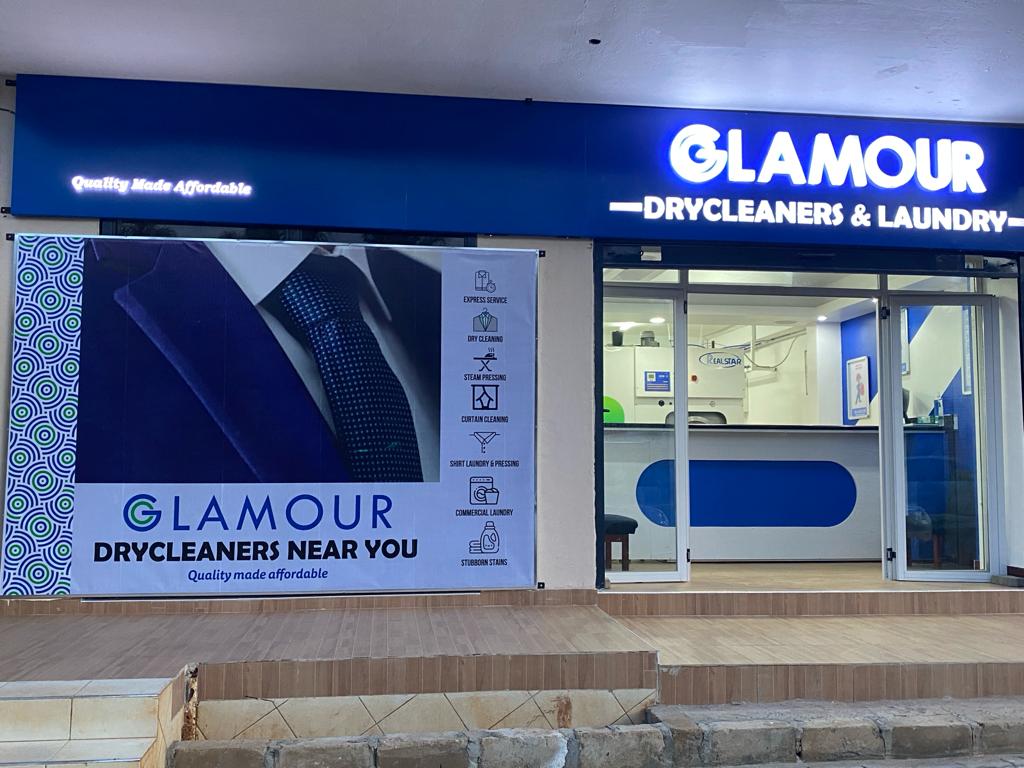 Quality Made Affordable
GLAMOUR
DRYCLEANERS & LAUNDRY
EXPRESS SERVICE
DRY CLEANING
STEAM PRESSING
CURTAIN CLEANING
SHIRT LAUNDRY & PRESSING
COMMERCIAL LAUNDRY
STUBBORN STAINS
GLAMOUR
DRYCLEANERS NEAR YOU
Quality made affordable
REALSTAR